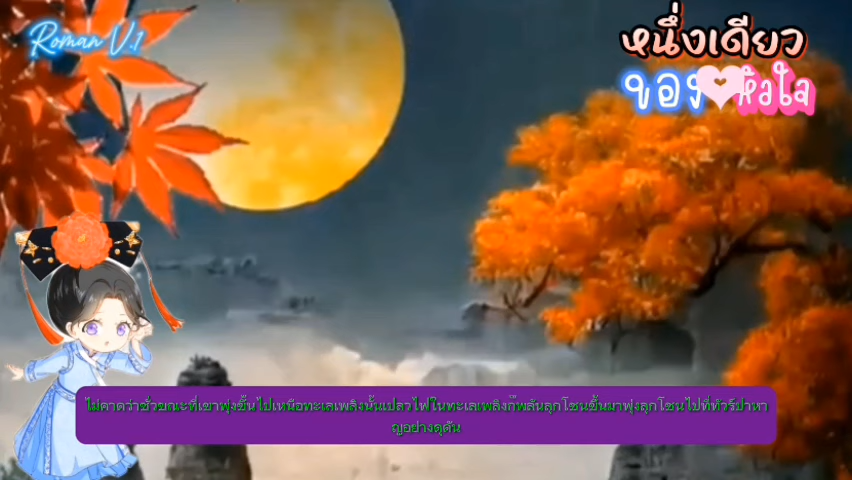 Roman V.1
หนึ่งเดียว
ของหัวใจ
ไม่คาดว่าชั่วขณะที่เขาพุ่งขึ้นไปเหนือทะเลเพลิงนั้นเปลวไฟในทะเลเพลิงก็พลันลุกโชนขึ้นมาพุ่งลุกโชนไปที่ทัวร์ปาหา
ญอย่างดุดัน